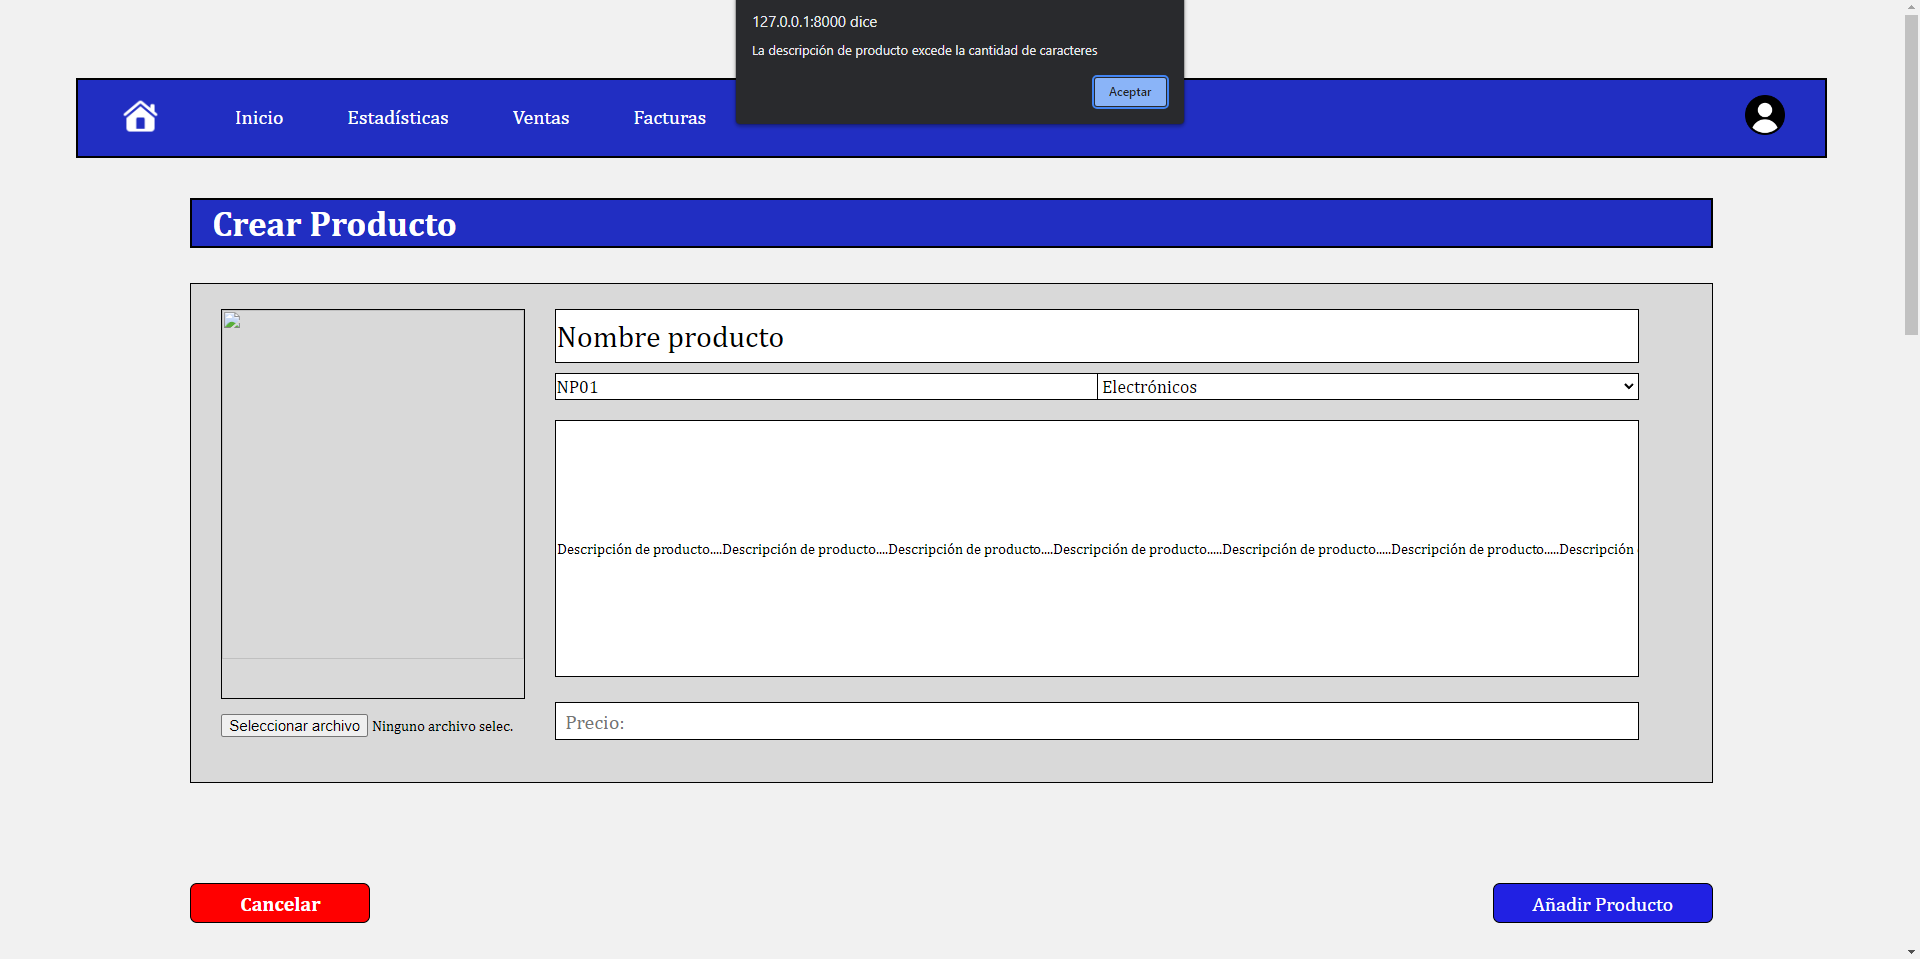 127.0.0.1:8000 dice
La descripción de producto excede la cantidad de caracteres
Aceptar
Inicio
Estadísticas
Ventas
Facturas
Crear Producto
Nombre producto
NP01
Electrónicos
Descripción de producto....Descripción de producto....Descripción de producto....Descripción de producto.....Descripción de producto.....Descripción de producto.....Descripción
Seleccionar archivo
Ninguno archivo selec.
Precio:
Cancelar
Añadir Producto